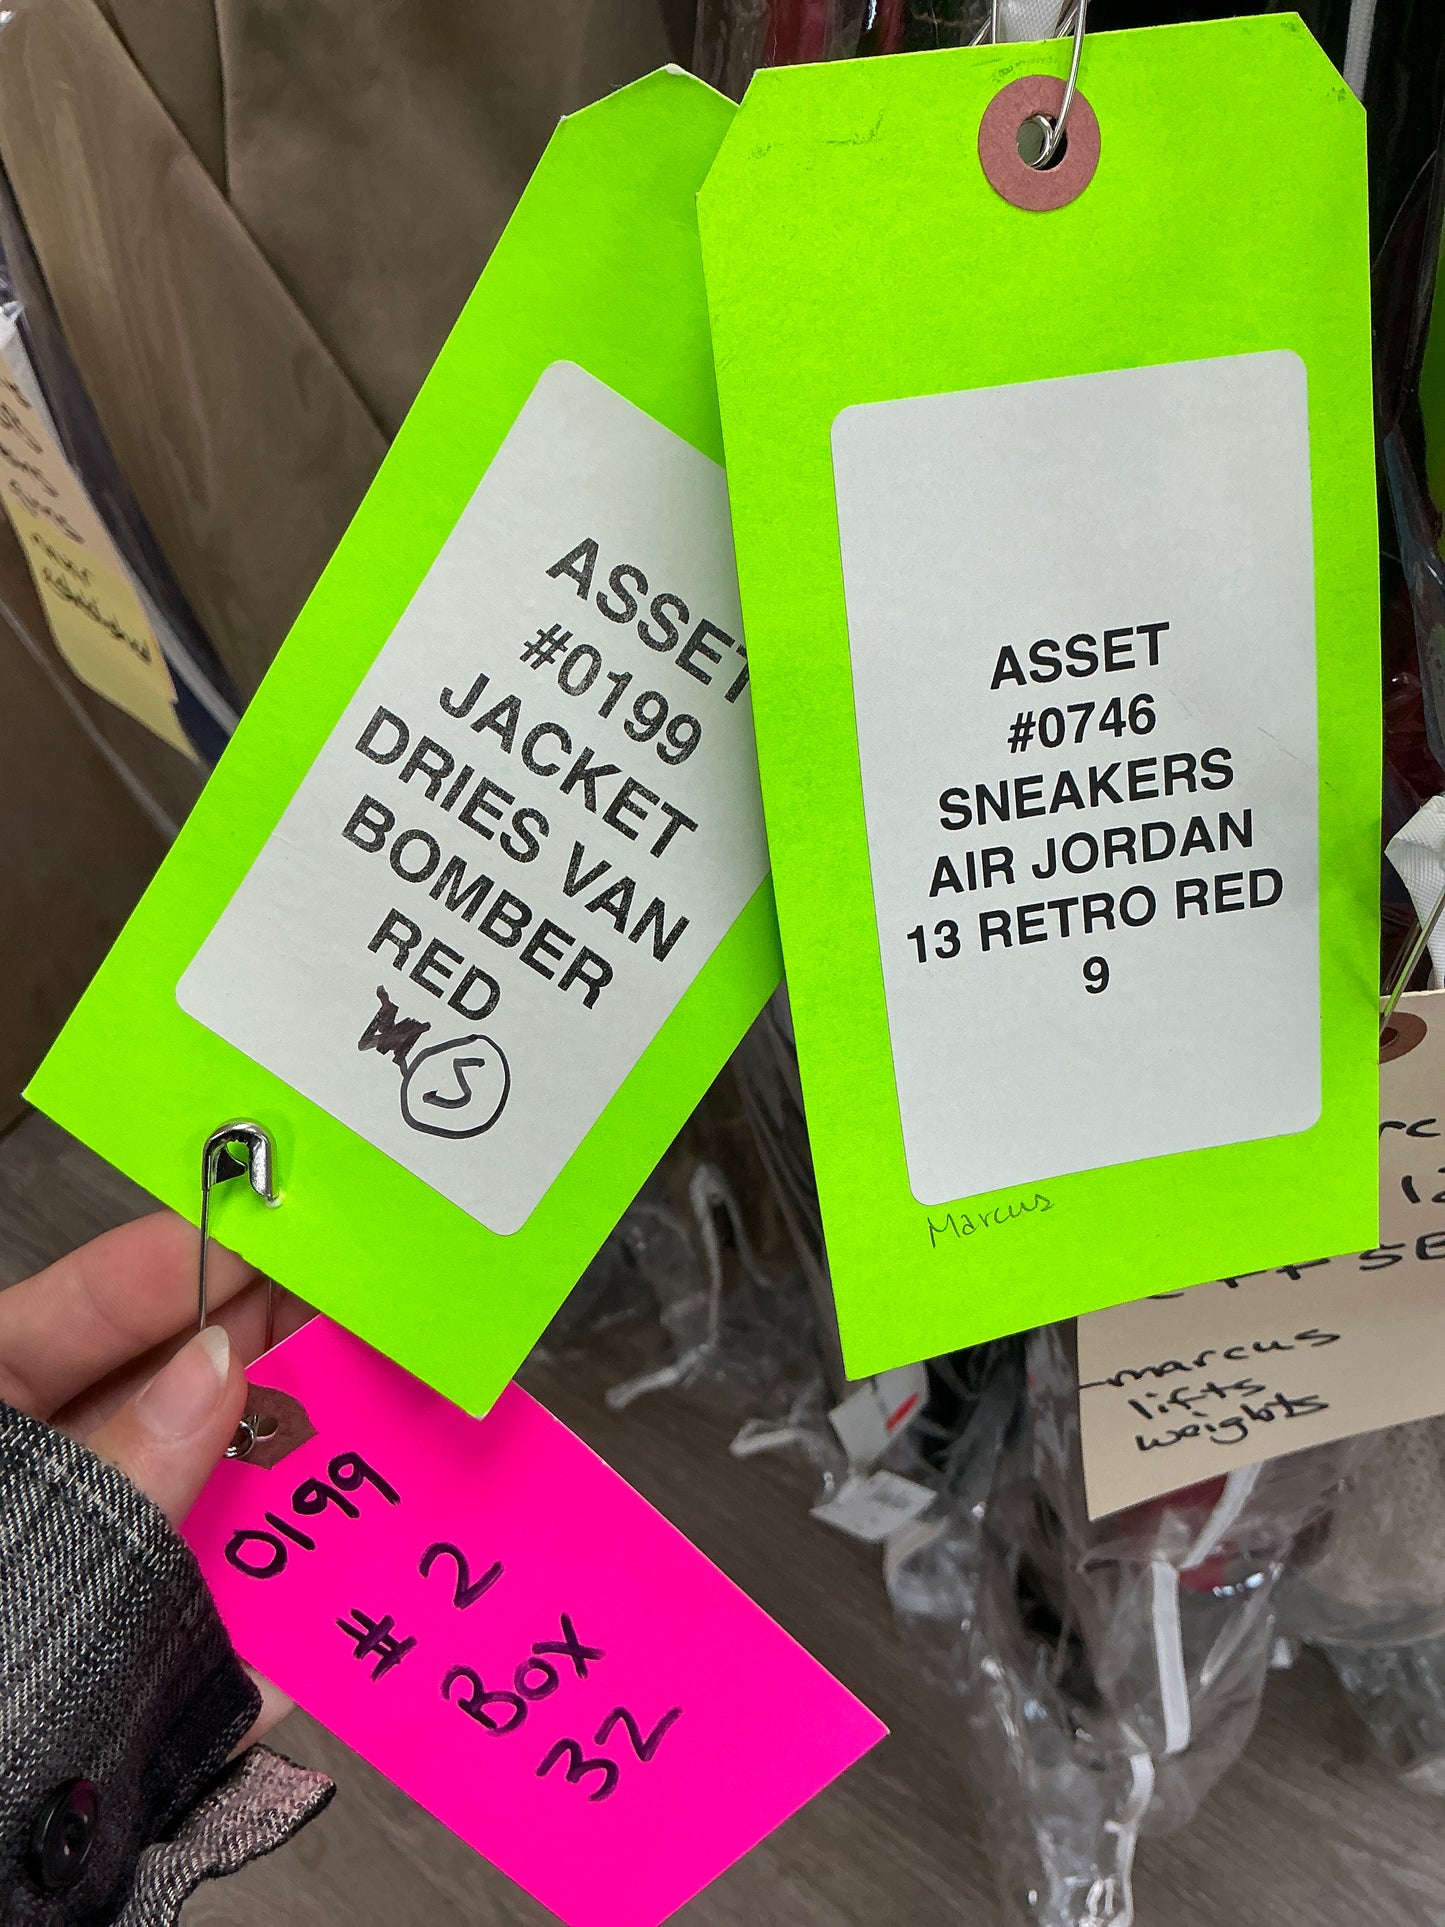 ASSET
#0199
JACKET
DRIES VAN
BOMBER
RED
S
0199
# 2
BOX
32
ASSET
#0746
SNEAKERS
AIR JORDAN
13 RETRO RED
9
Marcus
marcus
lifts
weights